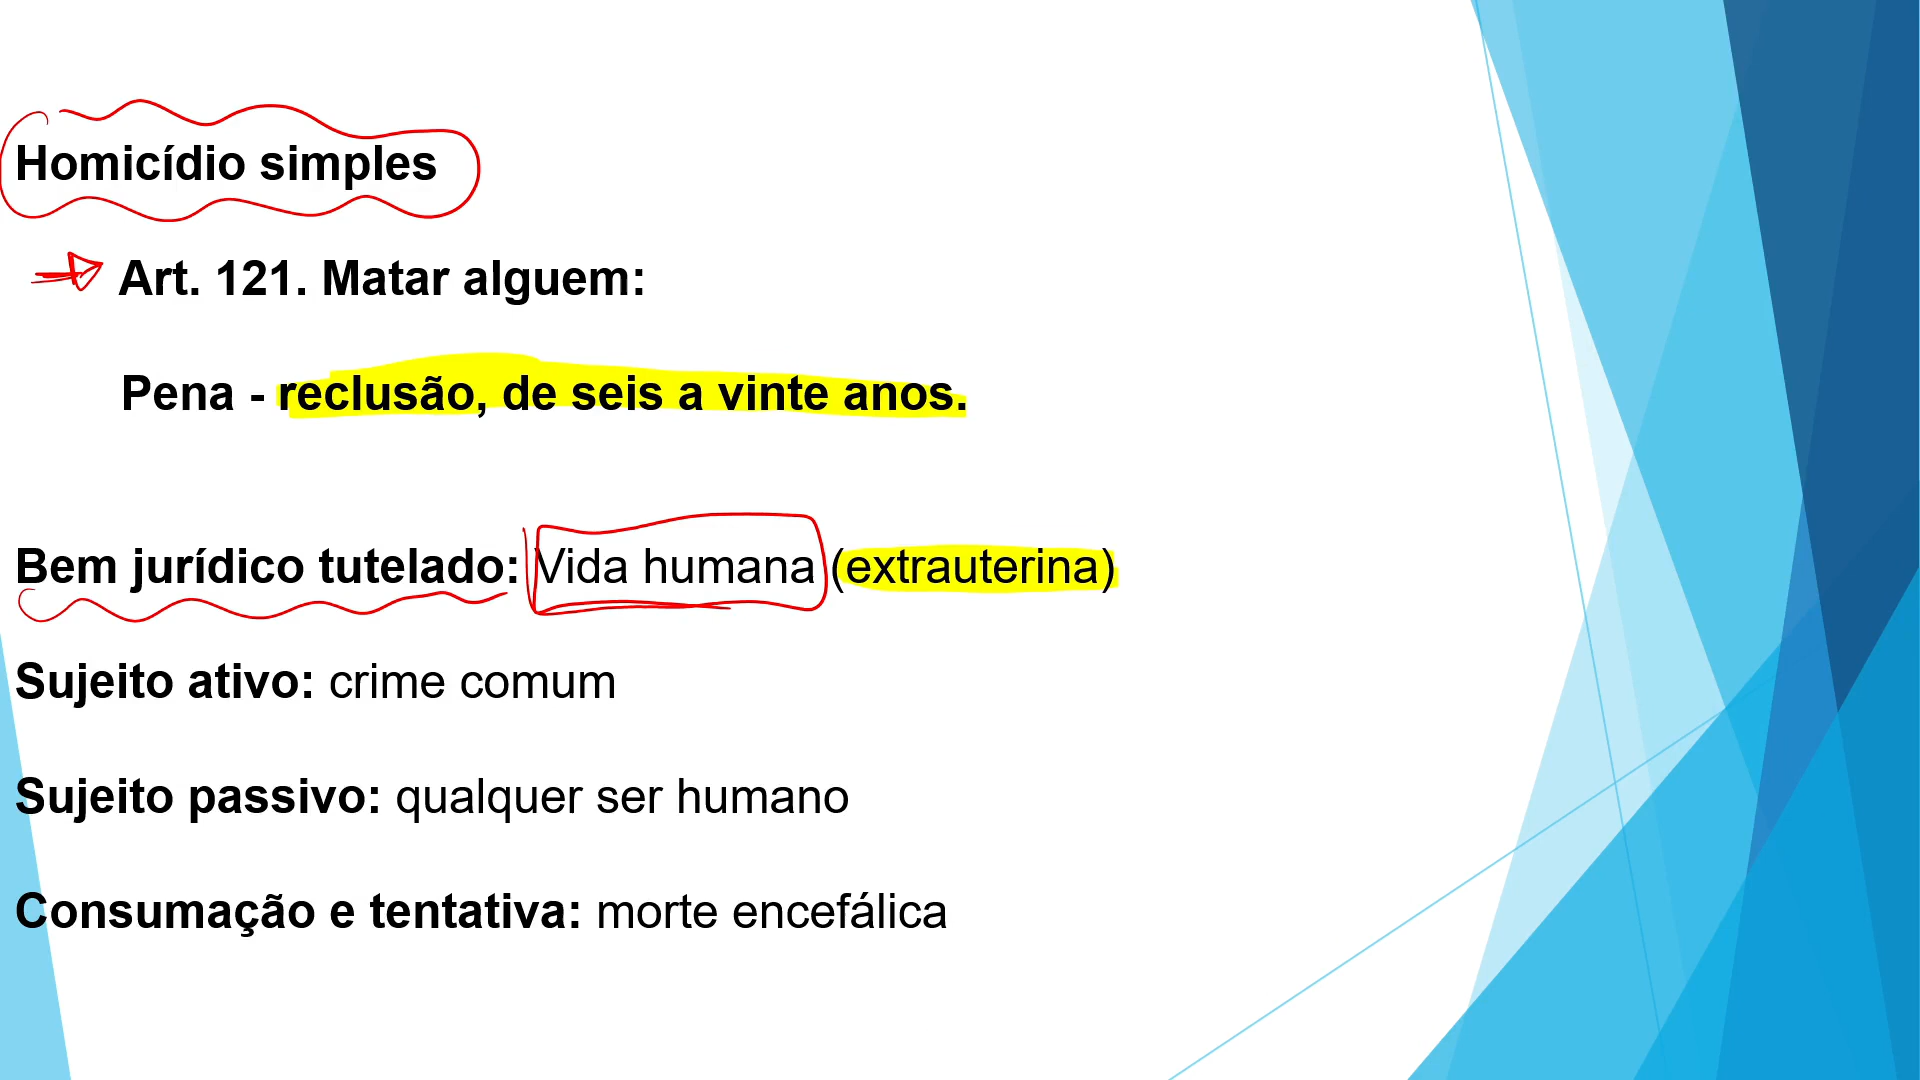 Homicídio simples
Art. 121. Matar alguem:
Pena - reclusão, de seis a vinte anos.
Bem jurídico tutelado: Vida humana (extrauterina)
Sujeito ativo: crime comum
Sujeito passivo: qualquer ser humano
Consumação e tentativa: morte encefálica